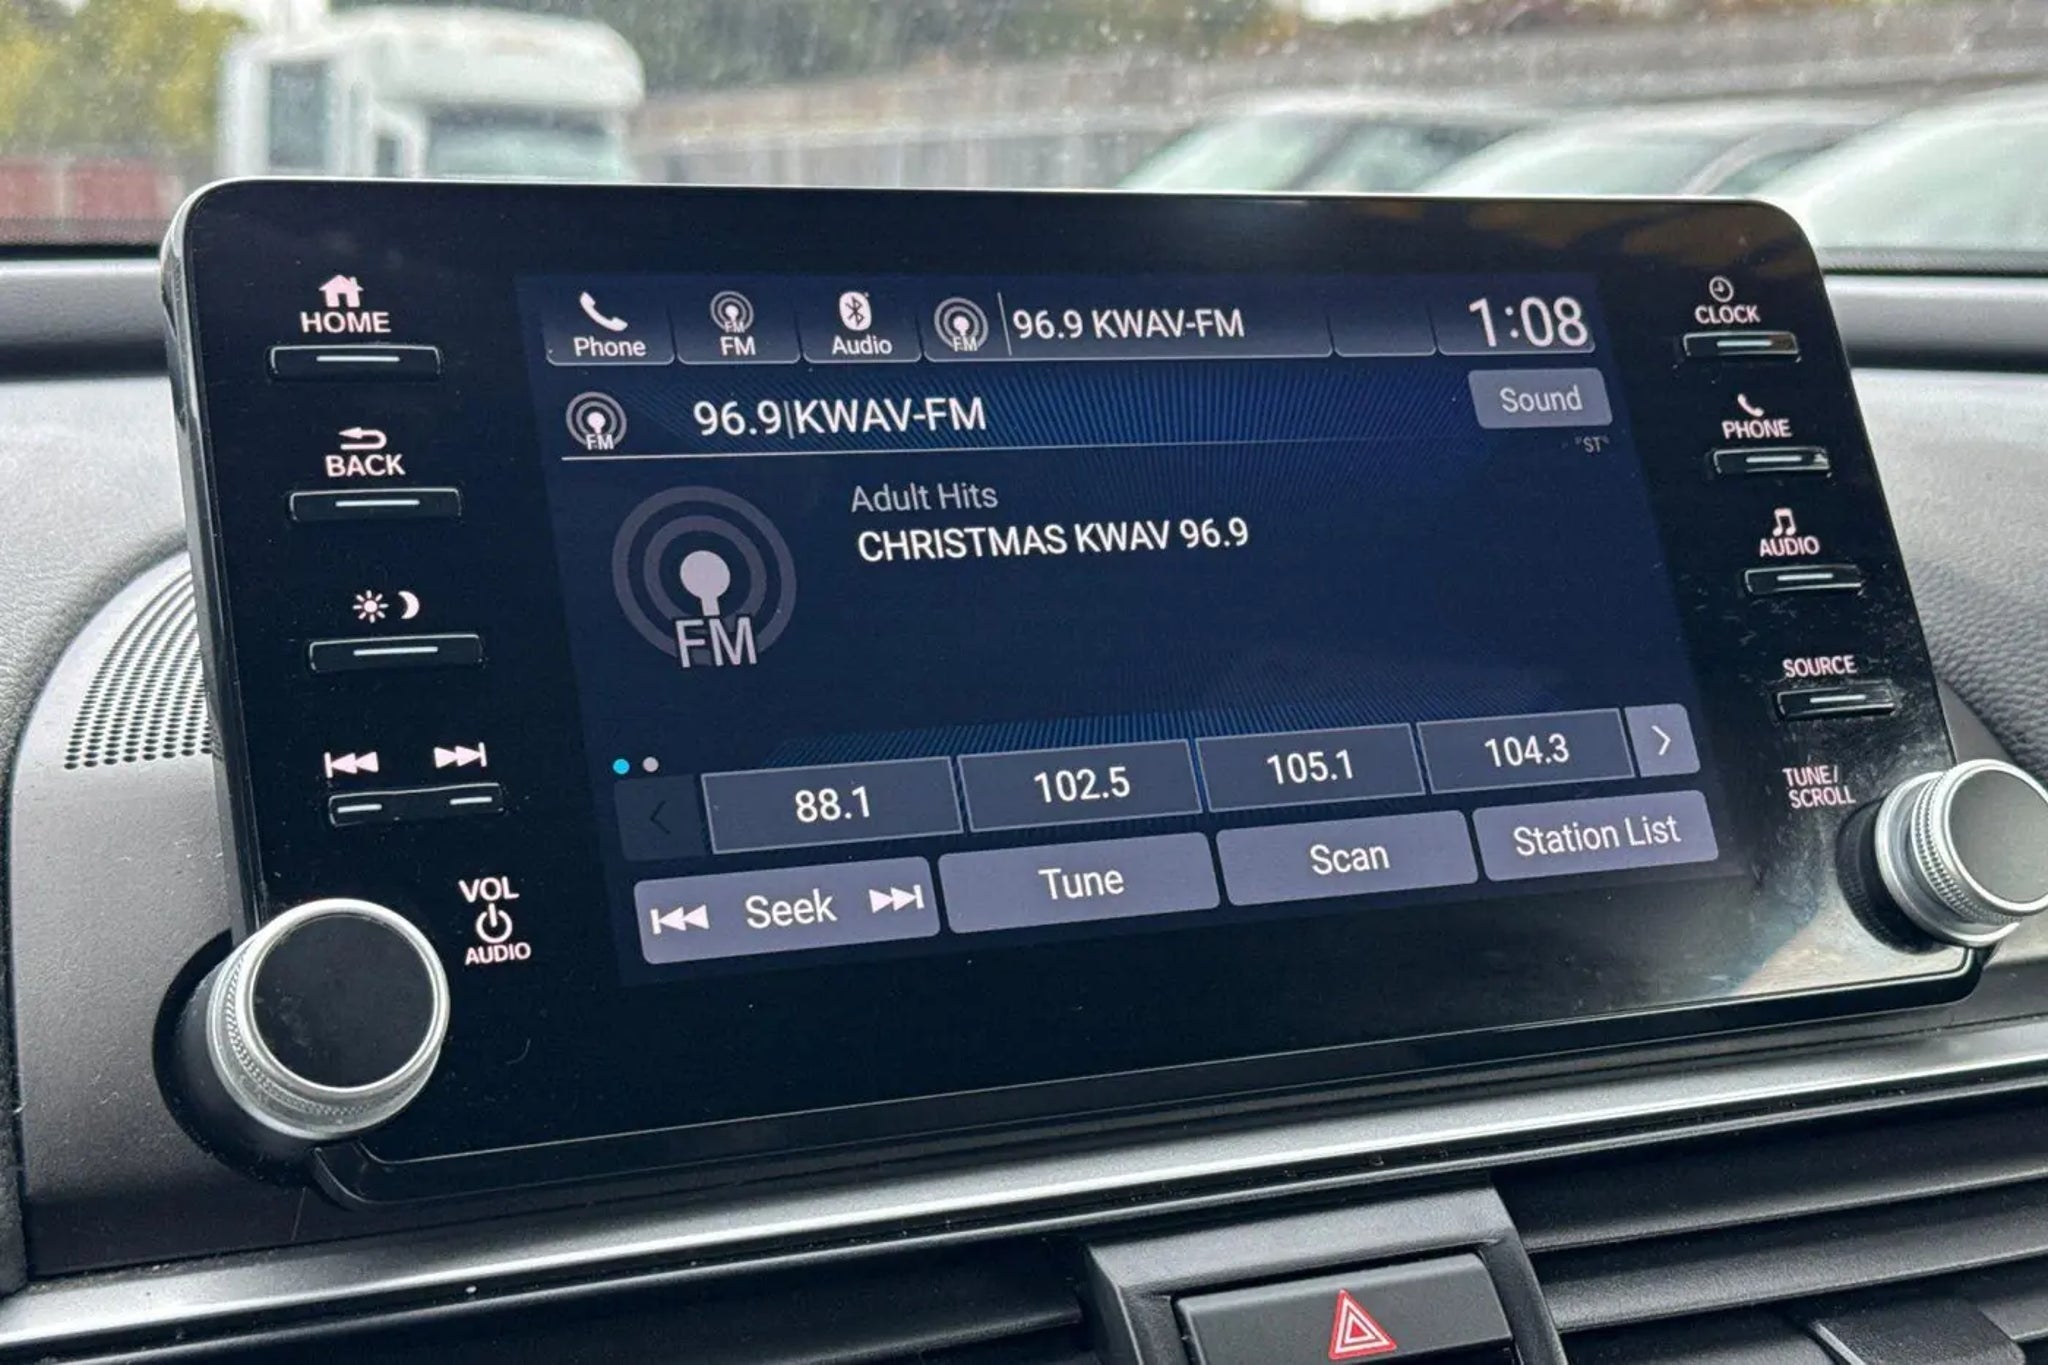 HOME
BACK
VOL
AUDIO
Phone
FM
FM
Audio
FM
96.9 KWAV-FM
1:08
FM
96.9|KWAV-FM
Sound
"ST"
Adult Hits
CHRISTMAS KWAV 96.9
FM
88.1
102.5
105.1
104.3
Seek
Tune
Scan
Station List
CLOCK
PHONE
AUDIO
SOURCE
TUNE/
SCROLL